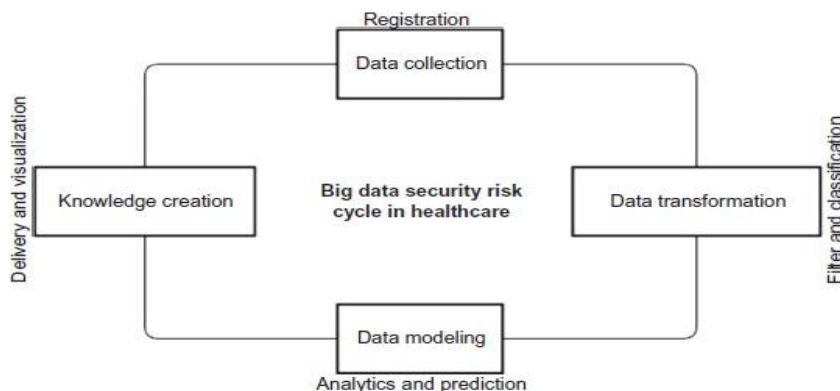 Registration
Data collection
Delivery and visualization
Knowledge creation
Big data security risk
cycle in healthcare
Data transformation
Filter and classification
Data modeling
Analytics and prediction